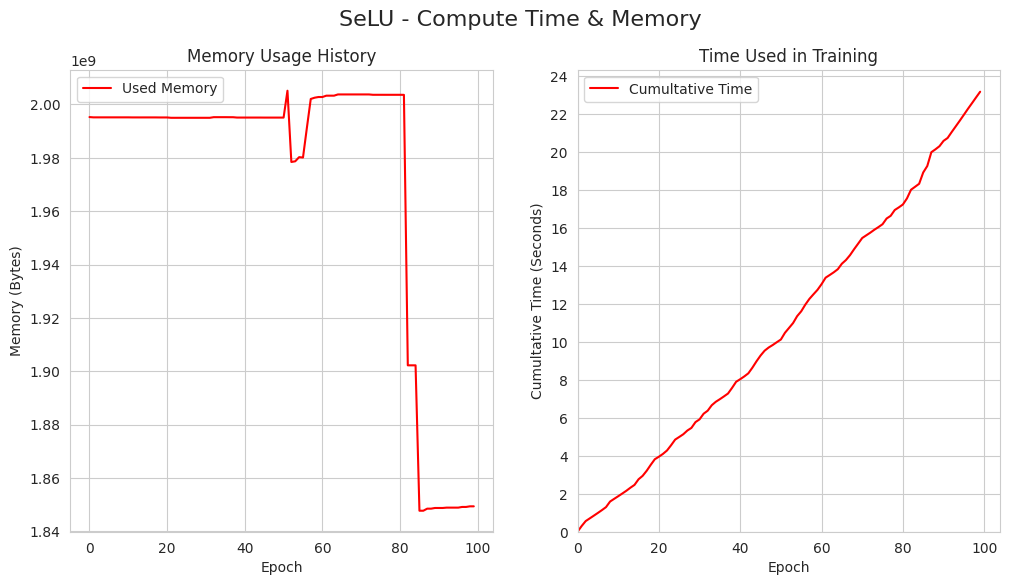 SeLU - Compute Time & Memory
Memory Usage History
1e9
Used Memory
2.00
1.98
1.96
1.94
1.92
1.90
1.88
1.86
1.84
Memory (Bytes)
0 20 40 60 80 100
Epoch
Time Used in Training
Cumultative Time
24
22
20
18
16
14
12
10
8
6
4
2
0
Cumultative Time (Seconds)
0 20 40 60 80 100
Epoch